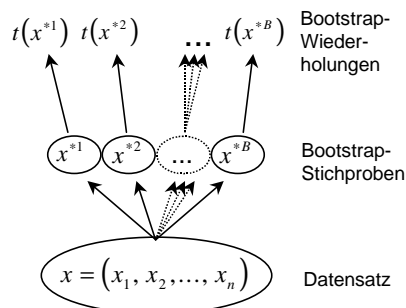 t(x*1) t(x*2) ... t(x*B)
Bootstrap-
Wieder-
holungen
x*1 x*2 ... x*B
Bootstrap-
Stichproben
x = (x1, x2, ..., xn)
Datensatz